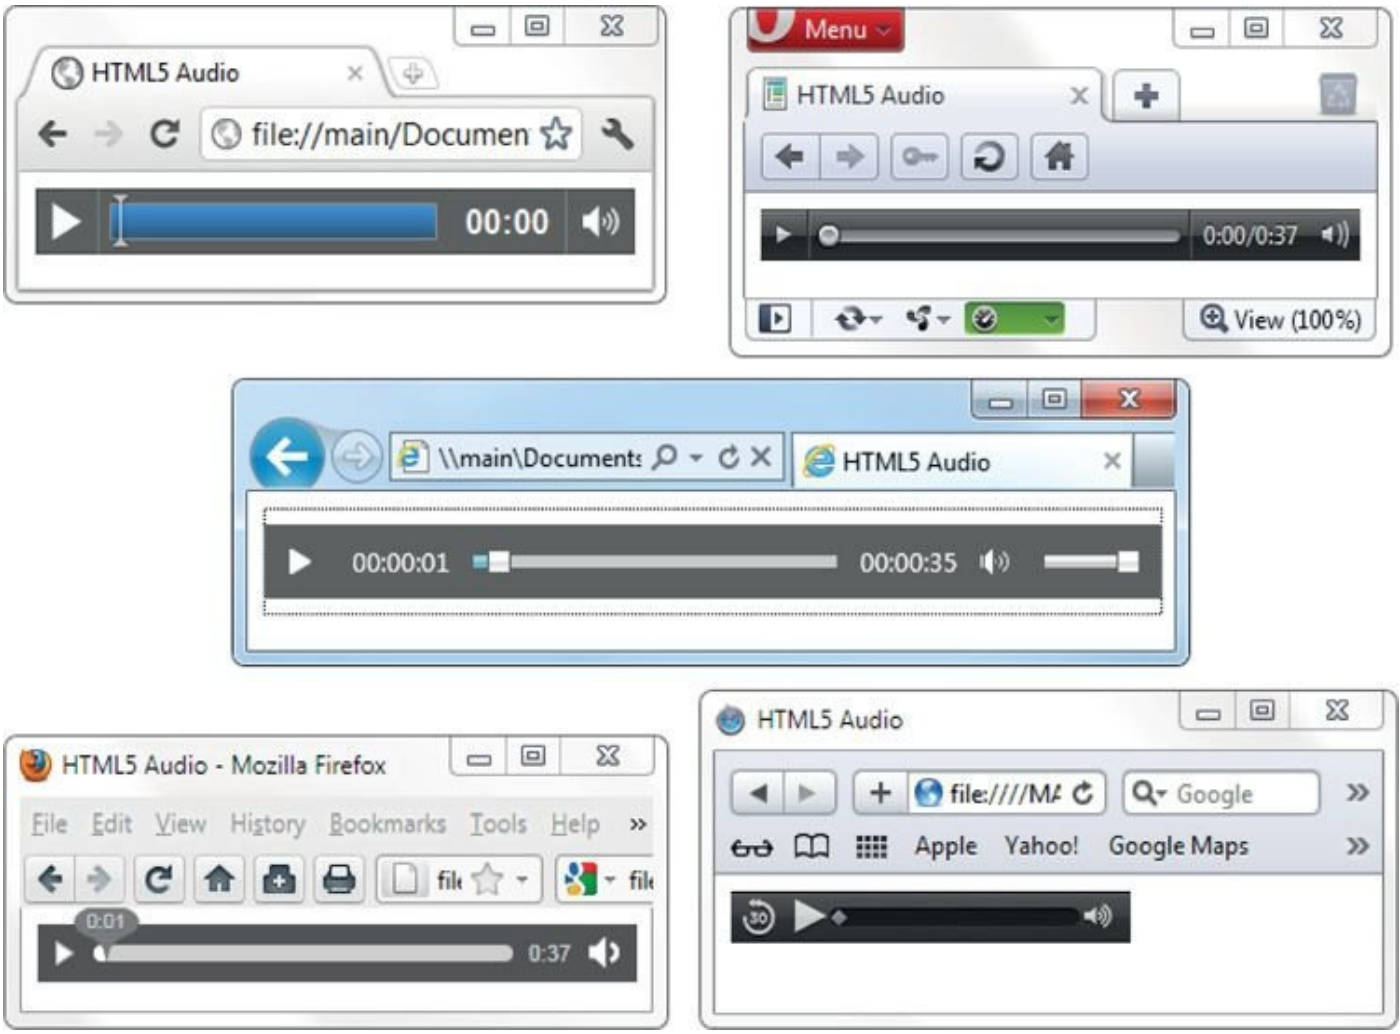 HTML5 Audio
file://main/Documen
00:00
Menu
HTML5 Audio
0:00/0:37
View (100%)
\\main\Documents
HTML5 Audio
00:00:01
00:00:35
HTML5 Audio - Mozilla Firefox
File Edit View History Bookmarks Tools Help »
file
0:01
0:37
HTML5 Audio
file:////MA
Google »
Apple Yahoo! Google Maps »
30